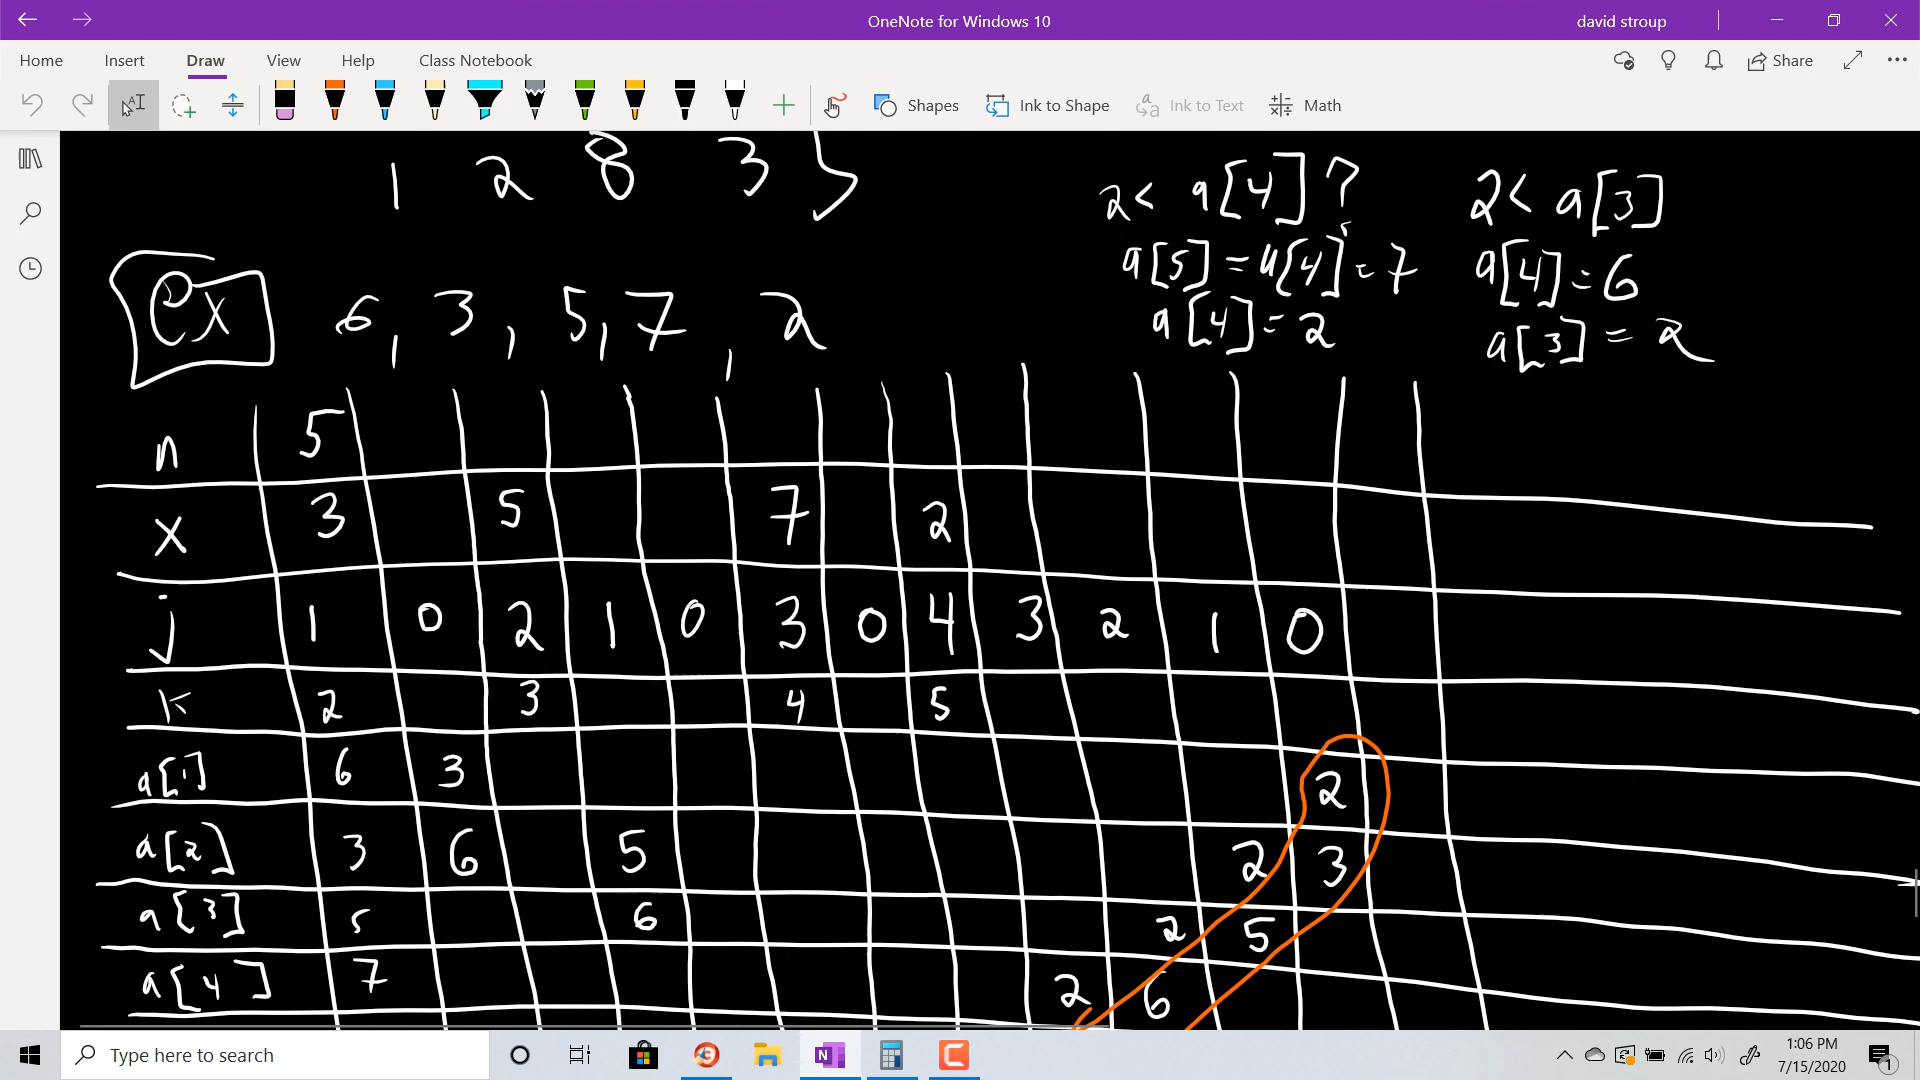 OneNote for Windows 10
david stroup
Home Insert Draw View Help Class Notebook
Share
Shapes Ink to Shape Ink to Text Math
1 2 8 3 5
2 < a[4] ?
a[5] = a[4] = 7
a[4] = 2
2 < a[3]
a[4] = 6
a[3] = 2
ex 6, 3, 5, 7, 2
n 5
x 3 5 7 2
j 1 0 2 1 0 3 0 4 3 2 1 0
k 2 3 4 5
a[1] 6 3 2
a[2] 3 6 5 2 3
a[3] 5 6 2 5
a[4] 7 2 6
Type here to search
1:06 PM
7/15/2020
1